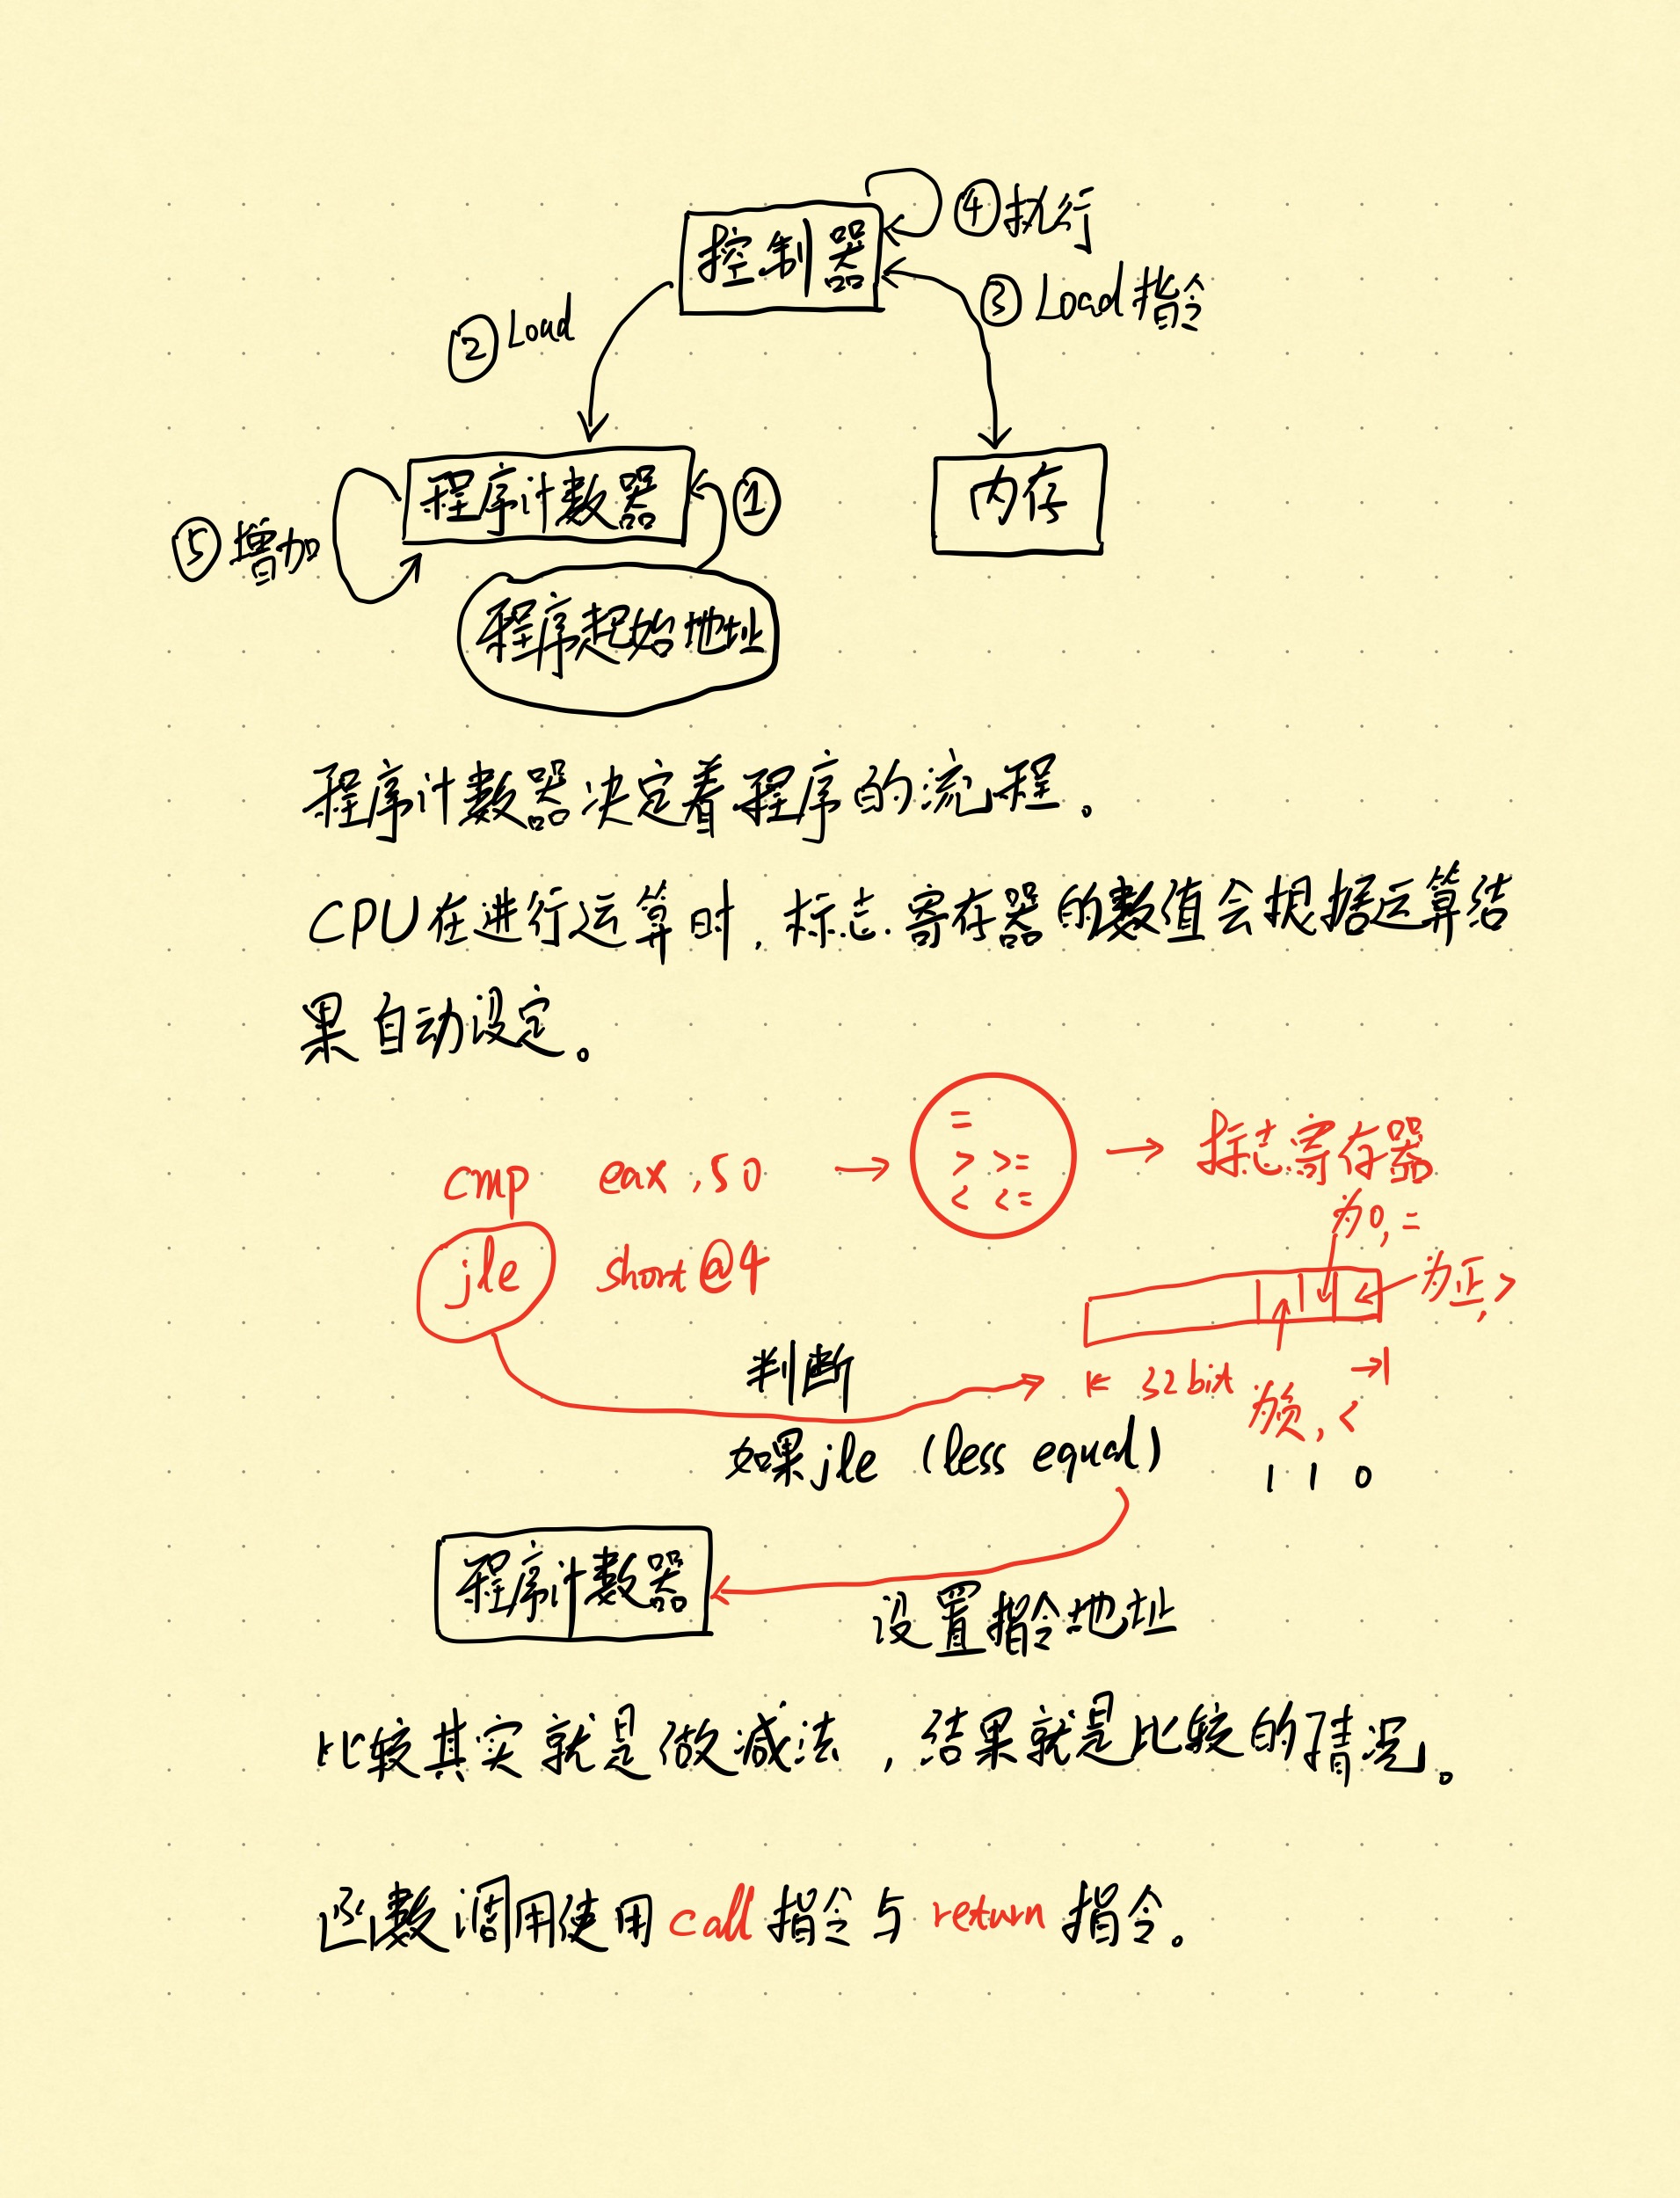 ④执行
控制器
③ Load 指令
② Load
程序计数器
①
内存
⑤ 增加
程序起始地址
程序计数器决定着程序的流程。
CPU在进行运算时,标志寄存器的数值会根据运算结
果自动设定。
cmp eax,50 → = > >= < <= → 标志寄存器
为0,=
jle short@4
为正,>
判断
32bit
为负,<
如果jle (less equal)
1 1 0
程序计数器
设置指令地址
比较其实就是做减法,结果就是比较的情况。
函数调用使用call指令与return指令。